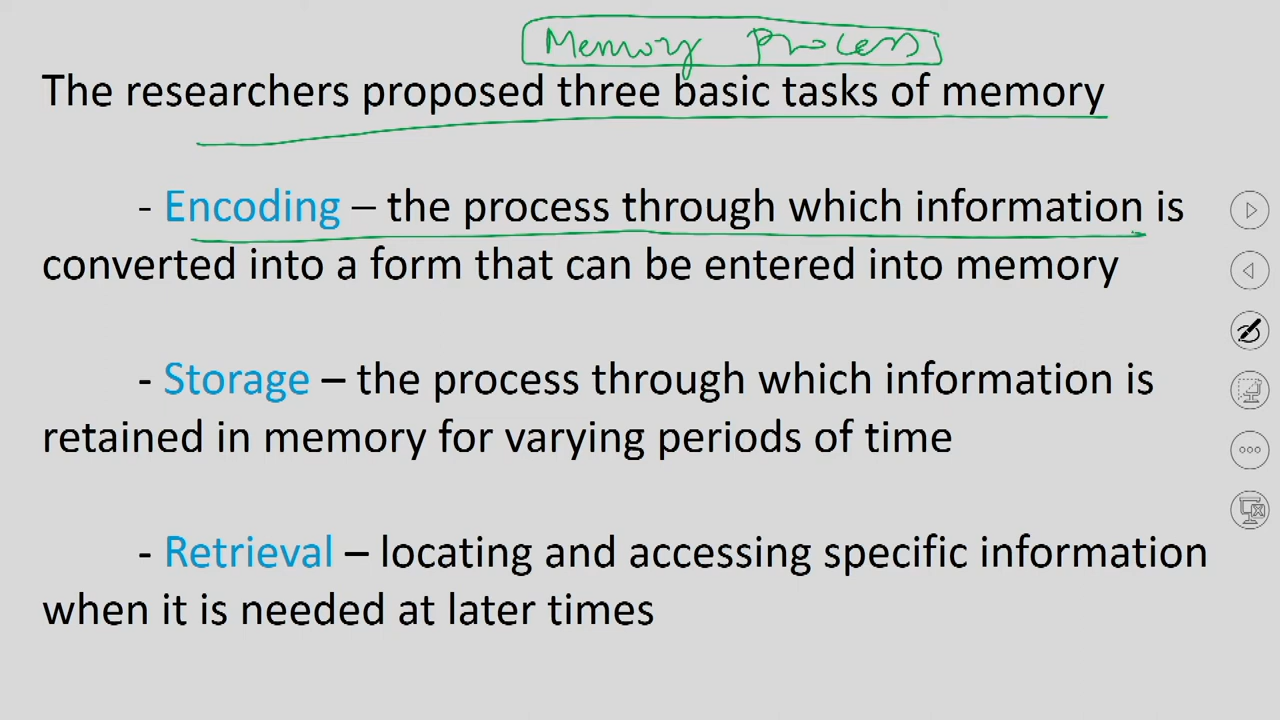 Memory Process
The researchers proposed three basic tasks of memory
- Encoding – the process through which information is
converted into a form that can be entered into memory
- Storage – the process through which information is
retained in memory for varying periods of time
- Retrieval – locating and accessing specific information
when it is needed at later times